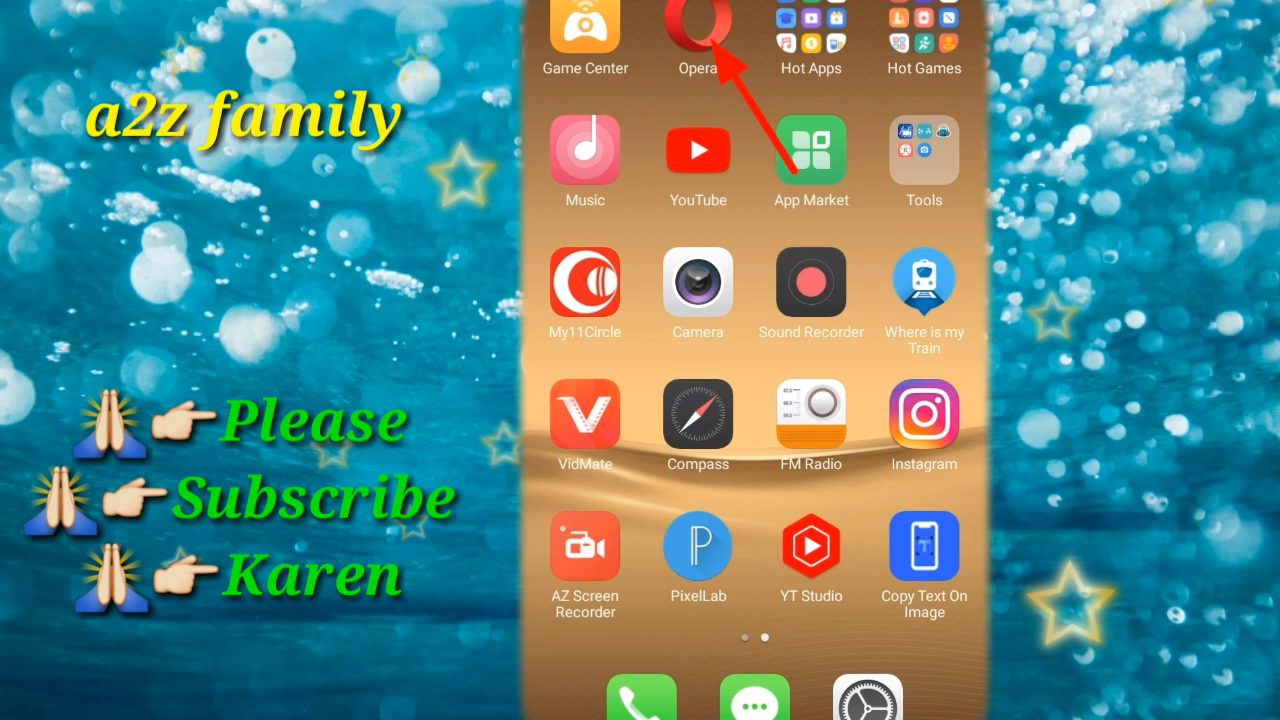 a2z family
Please
Subscribe
Karen
Game Center
Opera
Hot Apps
Hot Games
Music
YouTube
App Market
Tools
My11Circle
Camera
Sound Recorder
Where is my
Train
VidMate
Compass
FM Radio
Instagram
AZ Screen
Recorder
PixelLab
YT Studio
Copy Text On
Image